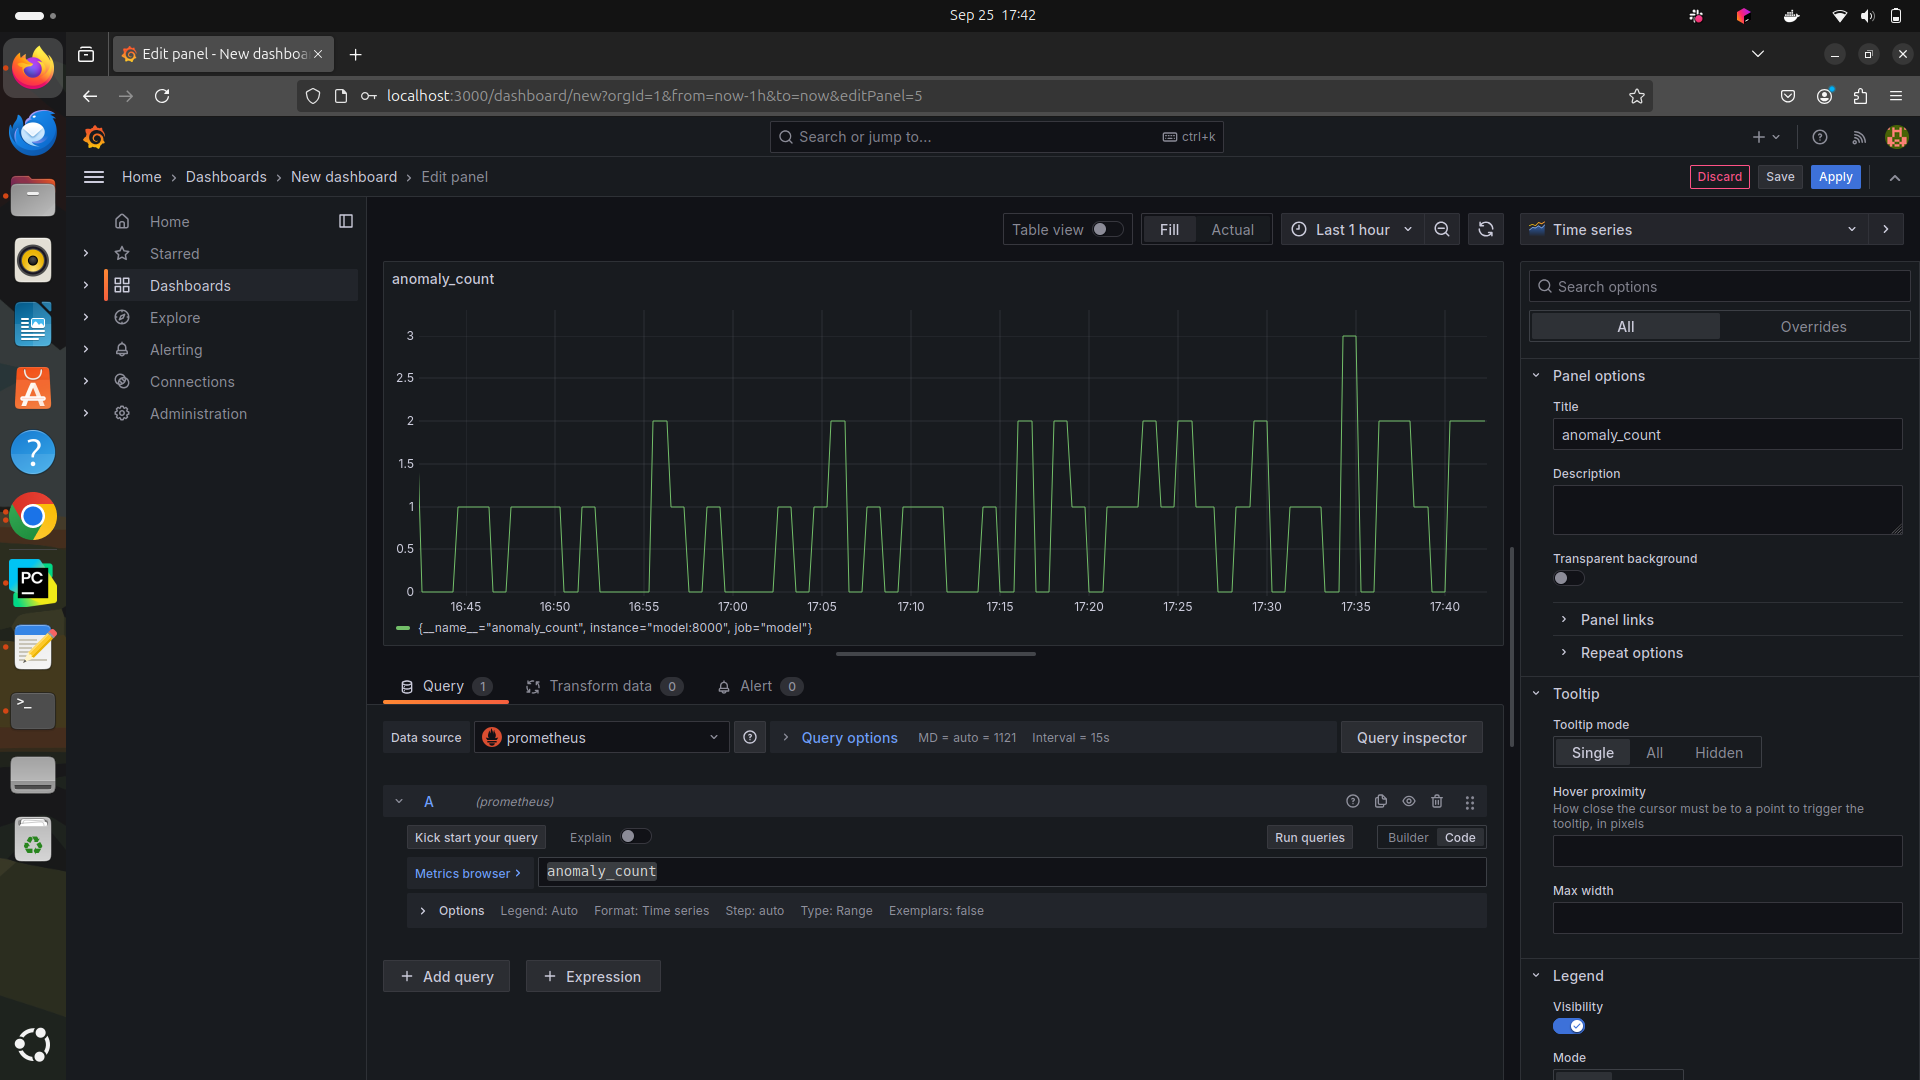 Sep 25 17:42
Edit panel - New dashboa
localhost:3000/dashboard/new?orgId=1&from=now-1h&to=now&editPanel=5
Search or jump to...
ctrl+k
Home › Dashboards › New dashboard › Edit panel
Discard
Save
Apply
Home
Starred
Dashboards
Explore
Alerting
Connections
Administration
Table view
Fill
Actual
Last 1 hour
Time series
anomaly_count
3
2.5
2
1.5
1
0.5
0
16:45
16:50
16:55
17:00
17:05
17:10
17:15
17:20
17:25
17:30
17:35
17:40
{__name__="anomaly_count", instance="model:8000", job="model"}
Query 1
Transform data 0
Alert 0
Data source
prometheus
Query options
MD = auto = 1121
Interval = 15s
Query inspector
A
(prometheus)
Kick start your query
Explain
Run queries
Builder
Code
Metrics browser >
anomaly_count
Options
Legend: Auto
Format: Time series
Step: auto
Type: Range
Exemplars: false
+ Add query
+ Expression
Search options
All
Overrides
Panel options
Title
anomaly_count
Description
Transparent background
Panel links
Repeat options
Tooltip
Tooltip mode
Single
All
Hidden
Hover proximity
How close the cursor must be to a point to trigger the
tooltip, in pixels
Max width
Legend
Visibility
Mode
PC
>_